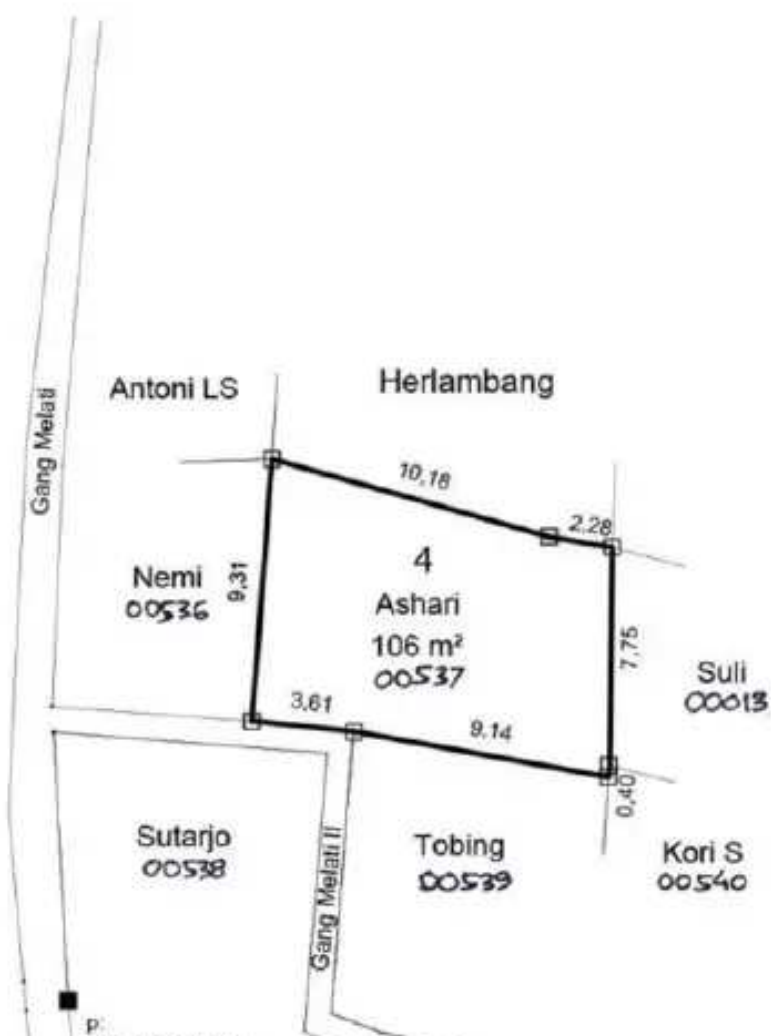 Antoni LS
Herlambang
Gang Melati
10,18
2,28
4
Nemi
00536
9,31
Ashari
106 m²
00537
7,75
Suli
00013
3,61
9,14
0,40
Sutarjo
00538
Gang Melati II
Tobing
00539
Kori S
00540